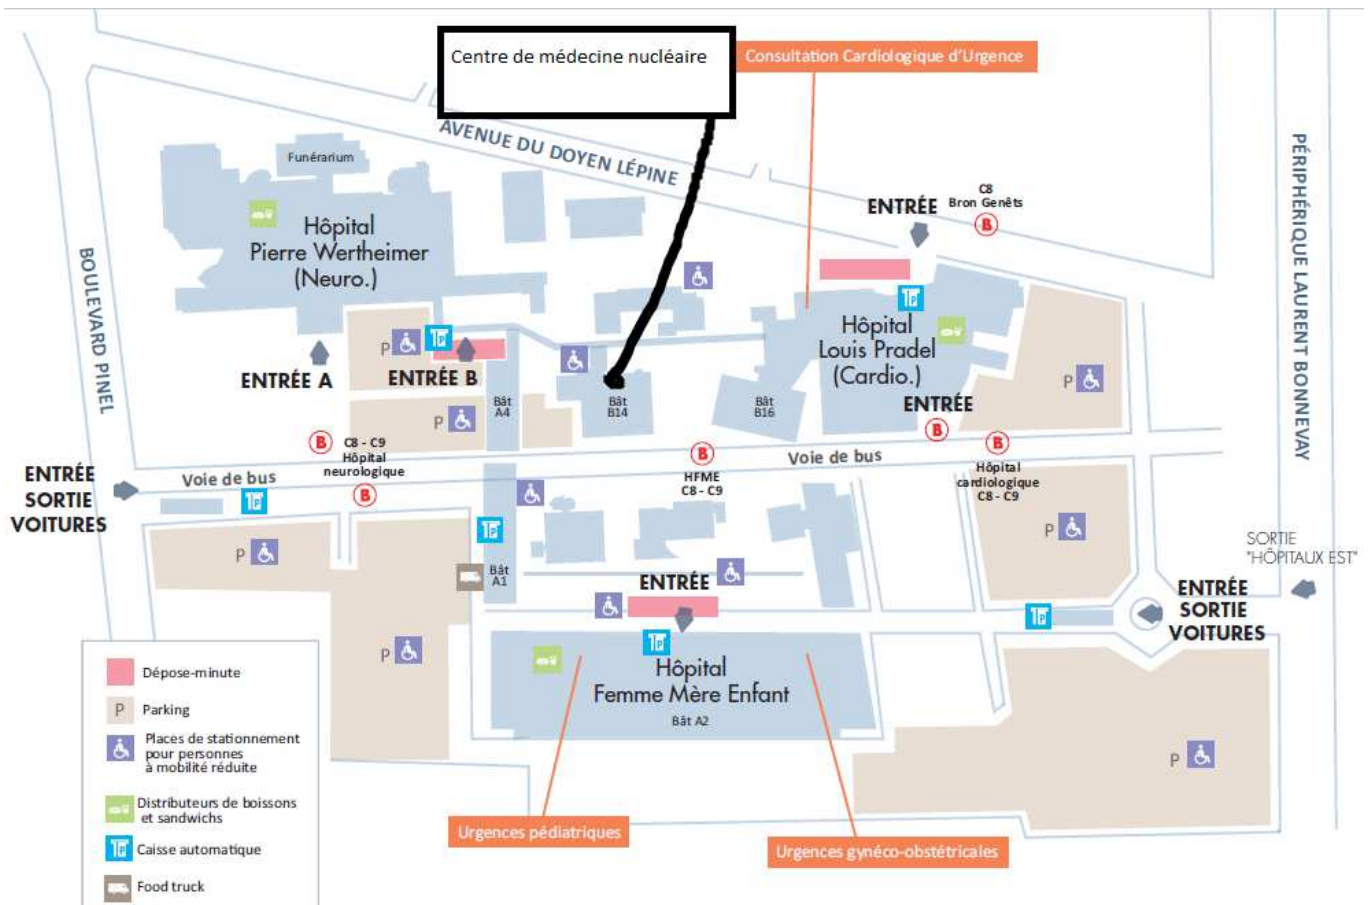 Centre de médecine nucléaire
Consultation Cardiologique d'Urgence
AVENUE DU DOYEN LÉPINE
PÉRIPHÉRIQUE LAURENT BONNEVAY
BOULEVARD PINEL
Funérarium
Hôpital
Pierre Wertheimer
(Neuro.)
C8
Bron Genêts
B
ENTRÉE
Hôpital
Louis Pradel
(Cardio.)
P
ENTRÉE A
ENTRÉE B
P
P
Bât
A4
Bât
B14
Bât
B16
ENTRÉE
B
B
C8 - C9
Hôpital
neurologique
B
Voie de bus
B
HFME
C8 - C9
Voie de bus
B
Hôpital
cardiologique
C8 - C9
ENTRÉE
SORTIE
VOITURES
P
P
SORTIE
"HÔPITAUX EST"
Bât
A1
ENTRÉE
ENTRÉE
SORTIE
VOITURES
P
Hôpital
Femme Mère Enfant
Bât A2
P
Urgences pédiatriques
Urgences gynéco-obstétricales
Dépose-minute
P Parking
Places de stationnement
pour personnes
à mobilité réduite
Distributeurs de boissons
et sandwichs
P Caisse automatique
Food truck